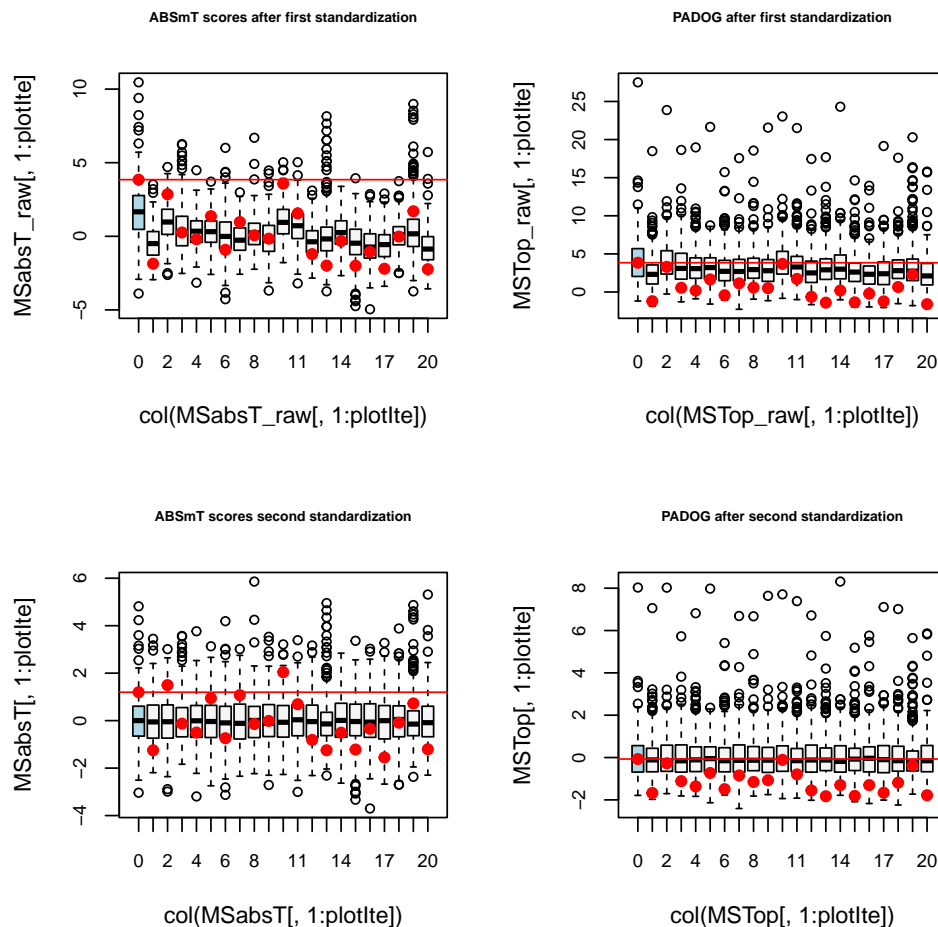 ABSmT scores after first standardization
MSabsT_raw[, 1:plotIte]
10
5
0
-5
0 2 4 6 8 11 14 17 20
col(MSabsT_raw[, 1:plotIte])
PADOG after first standardization
MSTop_raw[, 1:plotIte]
25
20
15
10
5
0
0 2 4 6 8 11 14 17 20
col(MSTop_raw[, 1:plotIte])
ABSmT scores second standardization
MSabsT[, 1:plotIte]
6
4
2
0
-2
-4
0 2 4 6 8 11 14 17 20
col(MSabsT[, 1:plotIte])
PADOG after second standardization
MSTop[, 1:plotIte]
8
6
4
2
0
-2
0 2 4 6 8 11 14 17 20
col(MSTop[, 1:plotIte])